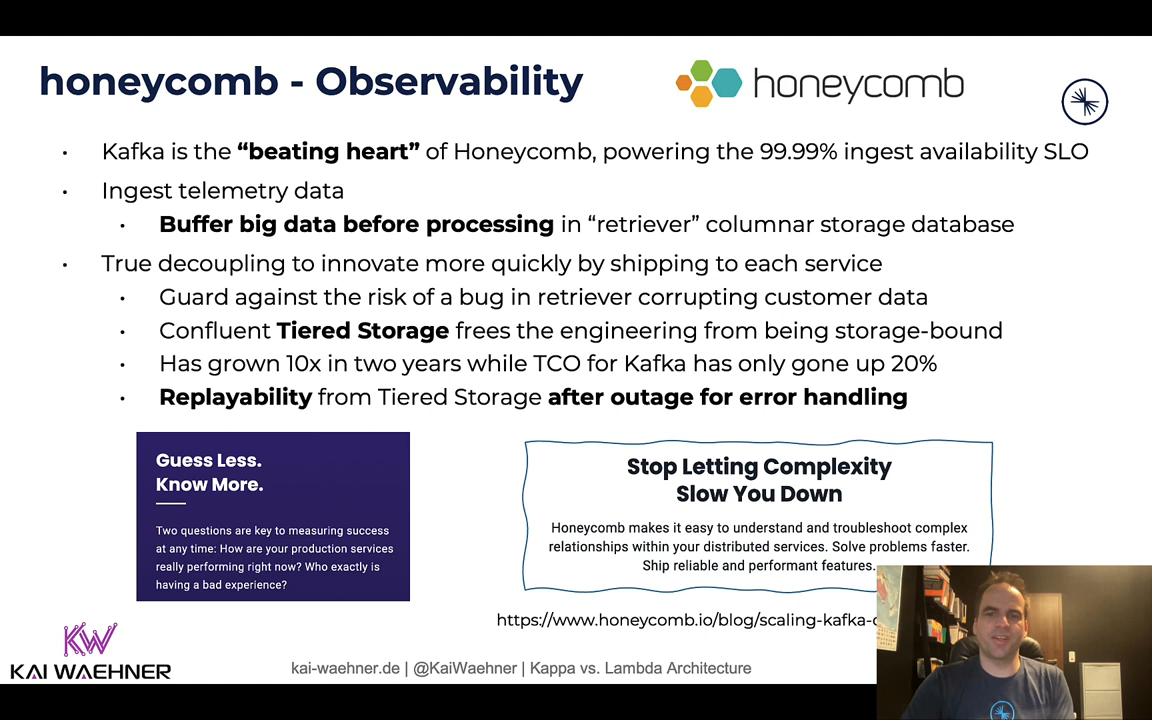 honeycomb - Observability
honeycomb
• Kafka is the “beating heart” of Honeycomb, powering the 99.99% ingest availability SLO
• Ingest telemetry data
• Buffer big data before processing in “retriever” columnar storage database
• True decoupling to innovate more quickly by shipping to each service
• Guard against the risk of a bug in retriever corrupting customer data
• Confluent Tiered Storage frees the engineering from being storage-bound
• Has grown 10x in two years while TCO for Kafka has only gone up 20%
• Replayability from Tiered Storage after outage for error handling
Guess Less.
Know More.
Two questions are key to measuring success
at any time: How are your production services
really performing right now? Who exactly is
having a bad experience?
Stop Letting Complexity
Slow You Down
Honeycomb makes it easy to understand and troubleshoot complex
relationships within your distributed services. Solve problems faster.
Ship reliable and performant features.
https://www.honeycomb.io/blog/scaling-kafka-
KW
KAI WAEHNER
kai-waehner.de | @KaiWaehner | Kappa vs. Lambda Architecture